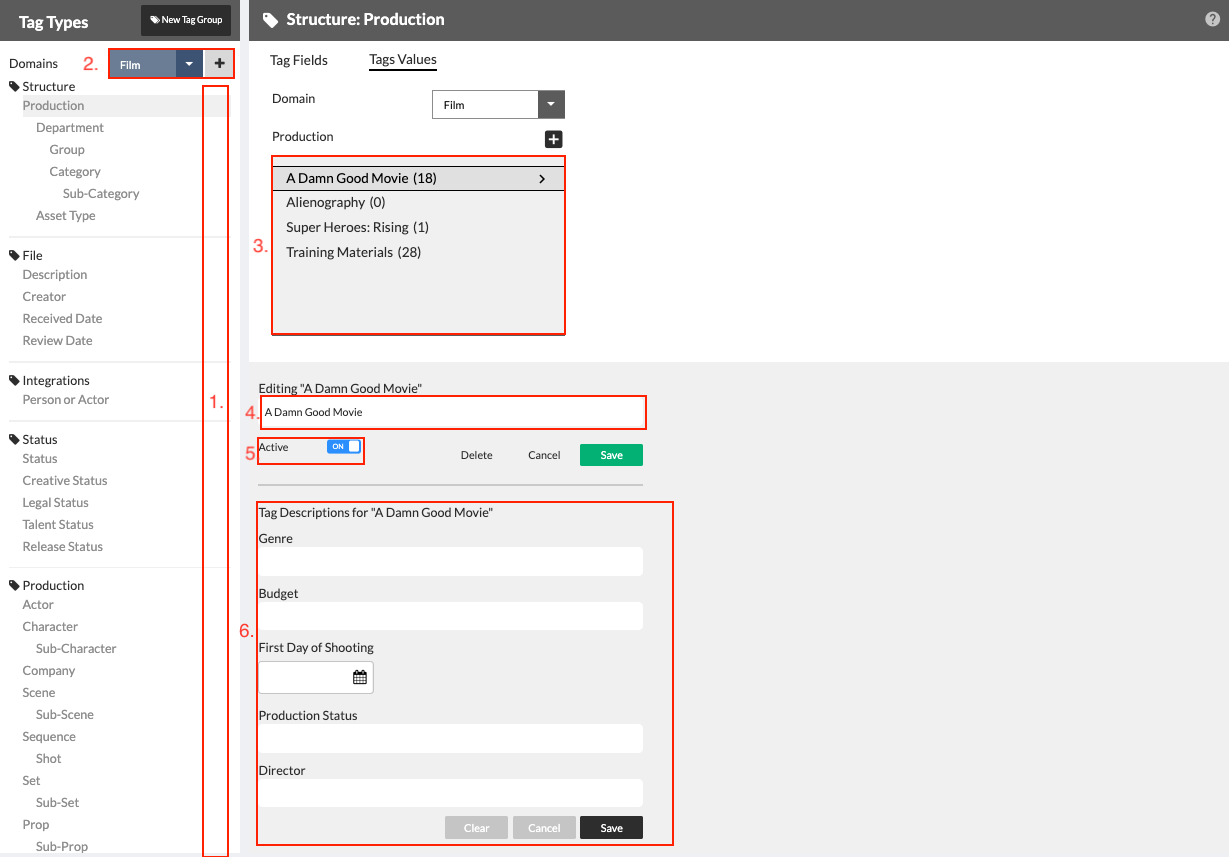 Tag Types
New Tag Group
Domains
2.
Film
+
Structure
Production
Department
Group
Category
Sub-Category
Asset Type
File
Description
Creator
Received Date
Review Date
Integrations
Person or Actor
1.
Status
Status
Creative Status
Legal Status
Talent Status
Release Status
Production
Actor
Character
Sub-Character
Company
Scene
Sub-Scene
Sequence
Shot
Set
Sub-Set
Prop
Sub-Prop
Structure: Production
?
Tag Fields
Tags Values
Domain
Film
Production
+
3.
A Damn Good Movie (18)
Alienography (0)
Super Heroes: Rising (1)
Training Materials (28)
Editing "A Damn Good Movie"
4.
A Damn Good Movie
5.
Active
ON
Delete
Cancel
Save
Tag Descriptions for "A Damn Good Movie"
Genre
Budget
6.
First Day of Shooting
Production Status
Director
Clear
Cancel
Save